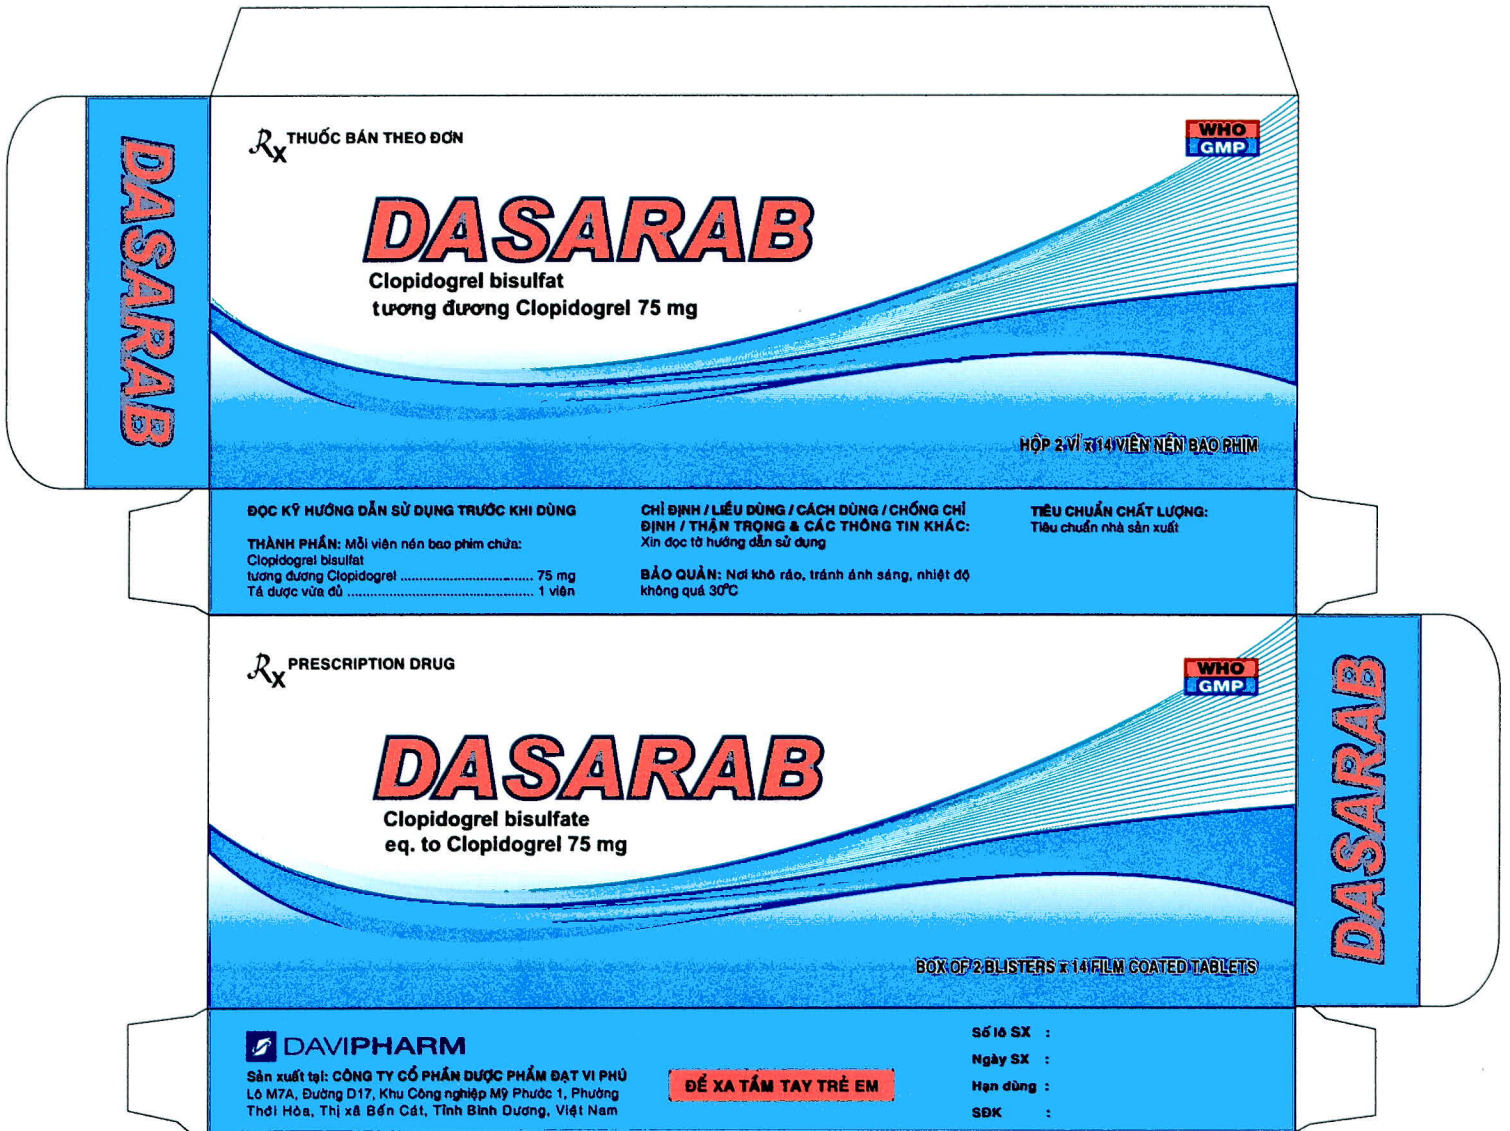 DASARAB
Rx THUỐC BÁN THEO ĐƠN
WHO
GMP
DASARAB
Clopidogrel bisulfat
tương đương Clopidogrel 75 mg
HỘP 2 VỈ x 14 VIÊN NÉN BAO PHIM
ĐỌC KỸ HƯỚNG DẪN SỬ DỤNG TRƯỚC KHI DÙNG
THÀNH PHẦN: Mỗi viên nén bao phim chứa:
Clopidogrel bisulfat
tương đương Clopidogrel .................................. 75 mg
Tá dược vừa đủ ................................................ 1 viên
CHỈ ĐỊNH / LIỀU DÙNG / CÁCH DÙNG / CHỐNG CHỈ
ĐỊNH / THẬN TRỌNG & CÁC THÔNG TIN KHÁC:
Xin đọc tờ hướng dẫn sử dụng
BẢO QUẢN: Nơi khô ráo, tránh ánh sáng, nhiệt độ
không quá 30°C
TIÊU CHUẨN CHẤT LƯỢNG:
Tiêu chuẩn nhà sản xuất
Rx PRESCRIPTION DRUG
WHO
GMP
DASARAB
Clopidogrel bisulfate
eq. to Clopidogrel 75 mg
BOX OF 2 BLISTERS x 14 FILM COATED TABLETS
DASARAB
DAVIPHARM
Sản xuất tại: CÔNG TY CỔ PHẦN DƯỢC PHẨM ĐẠT VI PHÚ
Lô M7A, Đường D17, Khu Công nghiệp Mỹ Phước 1, Phường
Thới Hòa, Thị xã Bến Cát, Tỉnh Bình Dương, Việt Nam
ĐỂ XA TẦM TAY TRẺ EM
Số lô SX :
Ngày SX :
Hạn dùng :
SĐK :